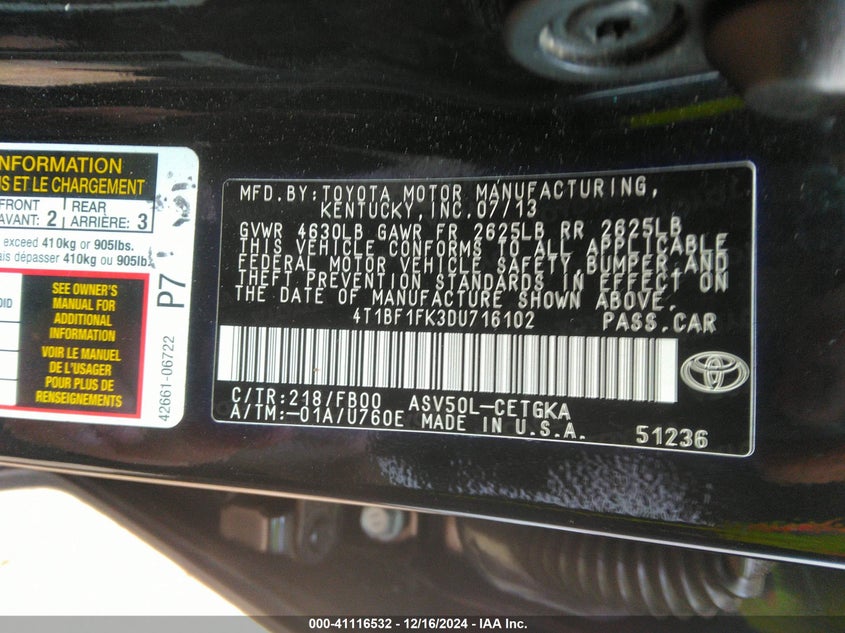 INFORMATION
IS ET LE CHARGEMENT
FRONT
AVANT: 2
REAR
ARRIÈRE: 3
exceed 410kg or 905lbs.
ais dépasser 410kg ou 905lb
OID
SEE OWNER'S
MANUAL FOR
ADDITIONAL
INFORMATION
VOIR LE MANUEL
DE L'USAGER
POUR PLUS DE
RENSEIGNEMENTS
P7
42661-06722
MFD.BY:TOYOTA MOTOR MANUFACTURING,
KENTUCKY,INC.07/13
GVWR 4630LB GAWR FR 2625LB RR 2625LB
THIS VEHICLE CONFORMS TO ALL APPLICABLE
FEDERAL MOTOR VEHICLE SAFETY,BUMPER,AND
THEFT PREVENTION STANDARDS IN EFFECT ON
THE DATE OF MANUFACTURE SHOWN ABOVE.
4T1BF1FK3DU716102 PASS.CAR
C/TR:218/FB00 ASV50L-CETGKA
A/TM:-01A/U760E MADE IN U.S.A.
51236
000-41116532 - 12/16/2024 - IAA Inc.